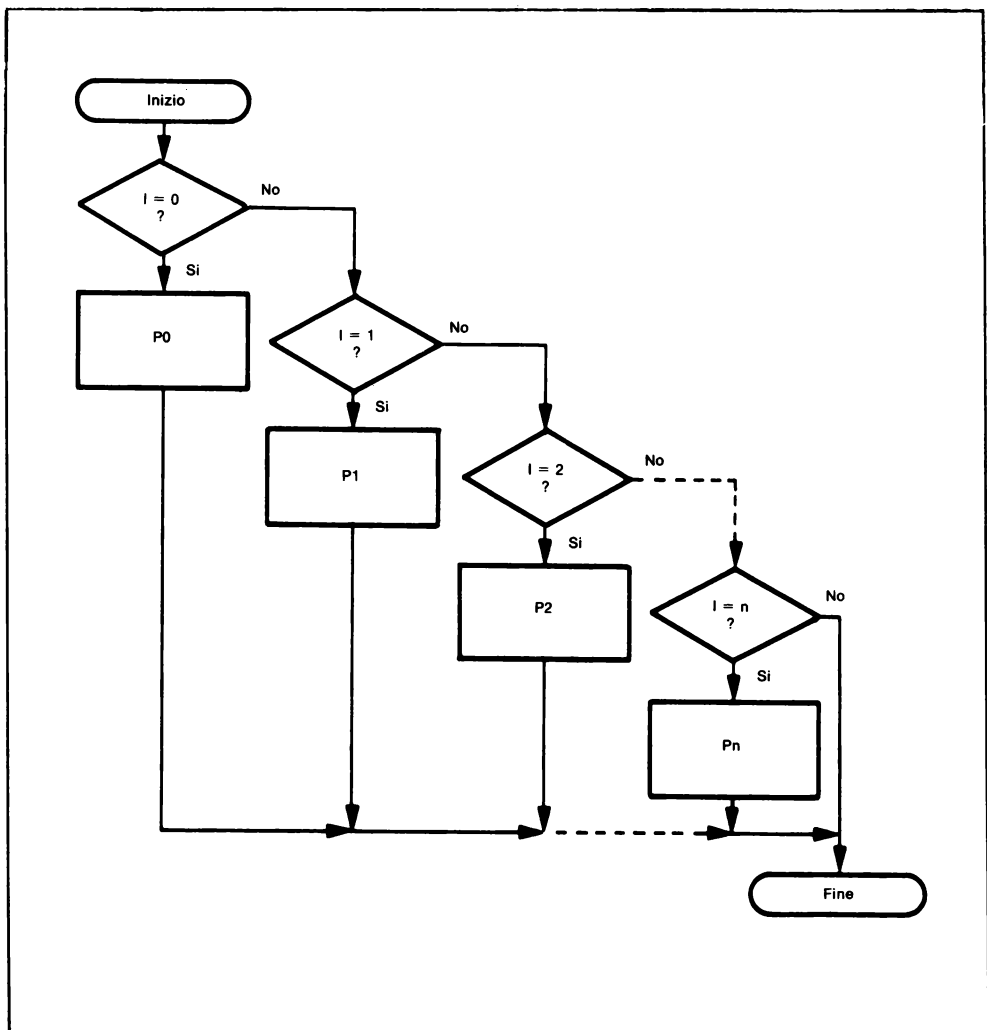 Inizio
I = 0
?
No
Si
P0
I = 1
?
No
Si
P1
I = 2
?
No
Si
P2
I = n
?
No
Si
Pn
Fine